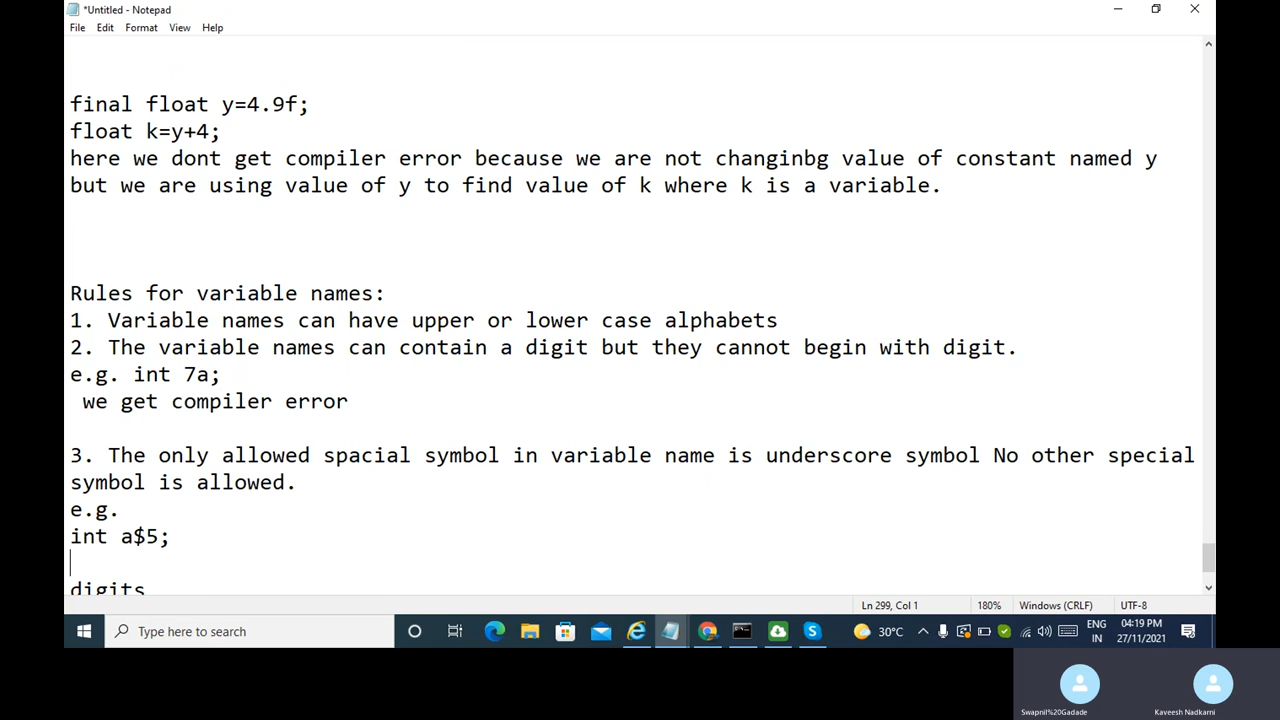 *Untitled - Notepad
File Edit Format View Help
final float y=4.9f;
float k=y+4;
here we dont get compiler error because we are not changinbg value of constant named y
but we are using value of y to find value of k where k is a variable.
Rules for variable names:
1. Variable names can have upper or lower case alphabets
2. The variable names can contain a digit but they cannot begin with digit.
e.g. int 7a;
we get compiler error
3. The only allowed spacial symbol in variable name is underscore symbol No other special
symbol is allowed.
e.g.
int a$5;
digits
Ln 299, Col 1 180% Windows (CRLF) UTF-8
Type here to search
30°C
ENG
IN
04:19 PM
27/11/2021
Swapnil%20Gadade
Kaveesh Nadkarni